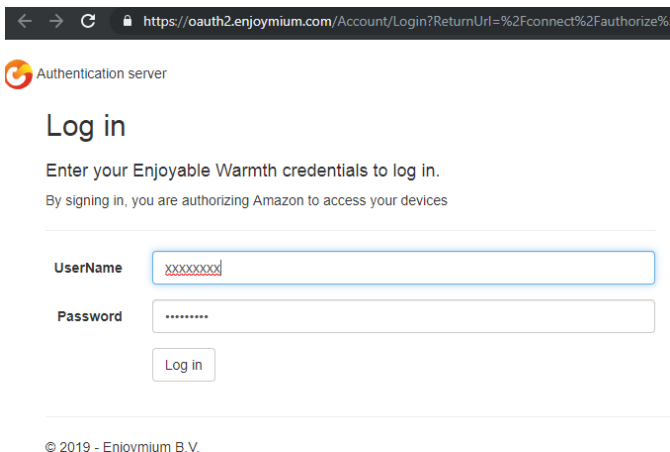 https://oauth2.enjoymium.com/Account/Login?ReturnUrl=%2Fconnect%2Fauthorize%
Authentication server
Log in
Enter your Enjoyable Warmth credentials to log in.
By signing in, you are authorizing Amazon to access your devices
UserName xxxxxxxx
Password •••••••••
Log in
© 2019 - Enjoymium B.V.